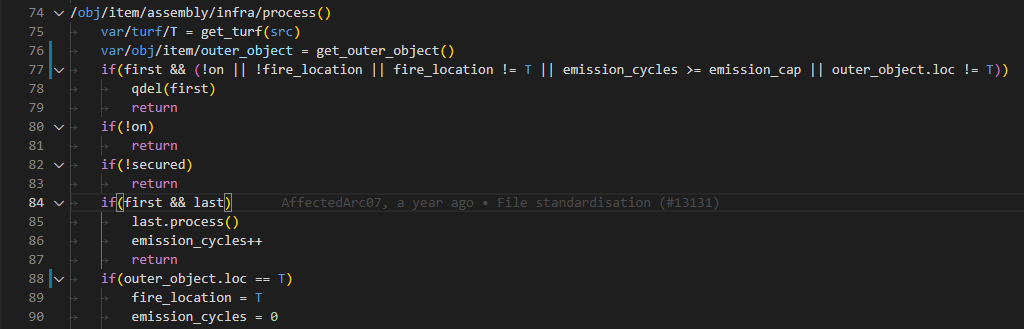 74 /obj/item/assembly/infra/process()
75 var/turf/T = get_turf(src)
76 var/obj/item/outer_object = get_outer_object()
77 if(first && (!on || !fire_location || fire_location != T || emission_cycles >= emission_cap || outer_object.loc != T))
78 qdel(first)
79 return
80 if(!on)
81 return
82 if(!secured)
83 return
84 if(first && last) AffectedArc07, a year ago • File standardisation (#13131)
85 last.process()
86 emission_cycles++
87 return
88 if(outer_object.loc == T)
89 fire_location = T
90 emission_cycles = 0